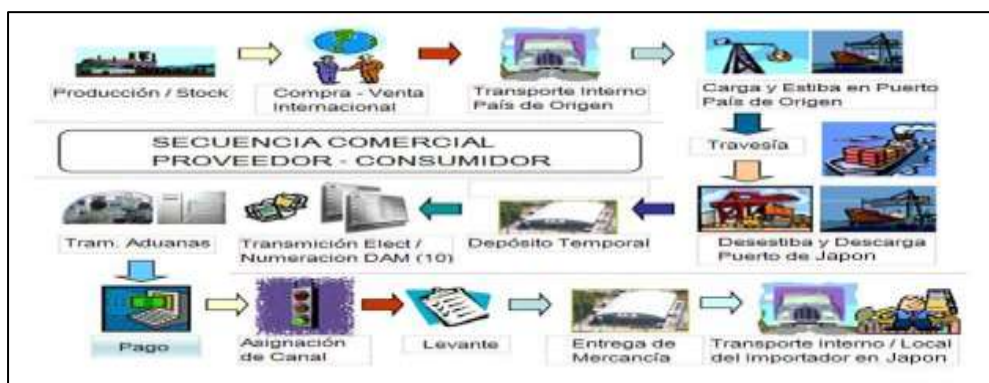 Producción / Stock
Compra - Venta
Internacional
Transporte Interno
País de Origen
Carga y Estiba en Puerto
País de Origen
SECUENCIA COMERCIAL
PROVEEDOR - CONSUMIDOR
Travesía
Desestiba y Descarga
Puerto de Japon
Depósito Temporal
Transmición Elect /
Numeracion DAM (10)
Tram. Aduanas
Pago
Asignación
de Canal
Levante
Entrega de
Mercancía
Transporte Interno / Local
del Importador en Japon